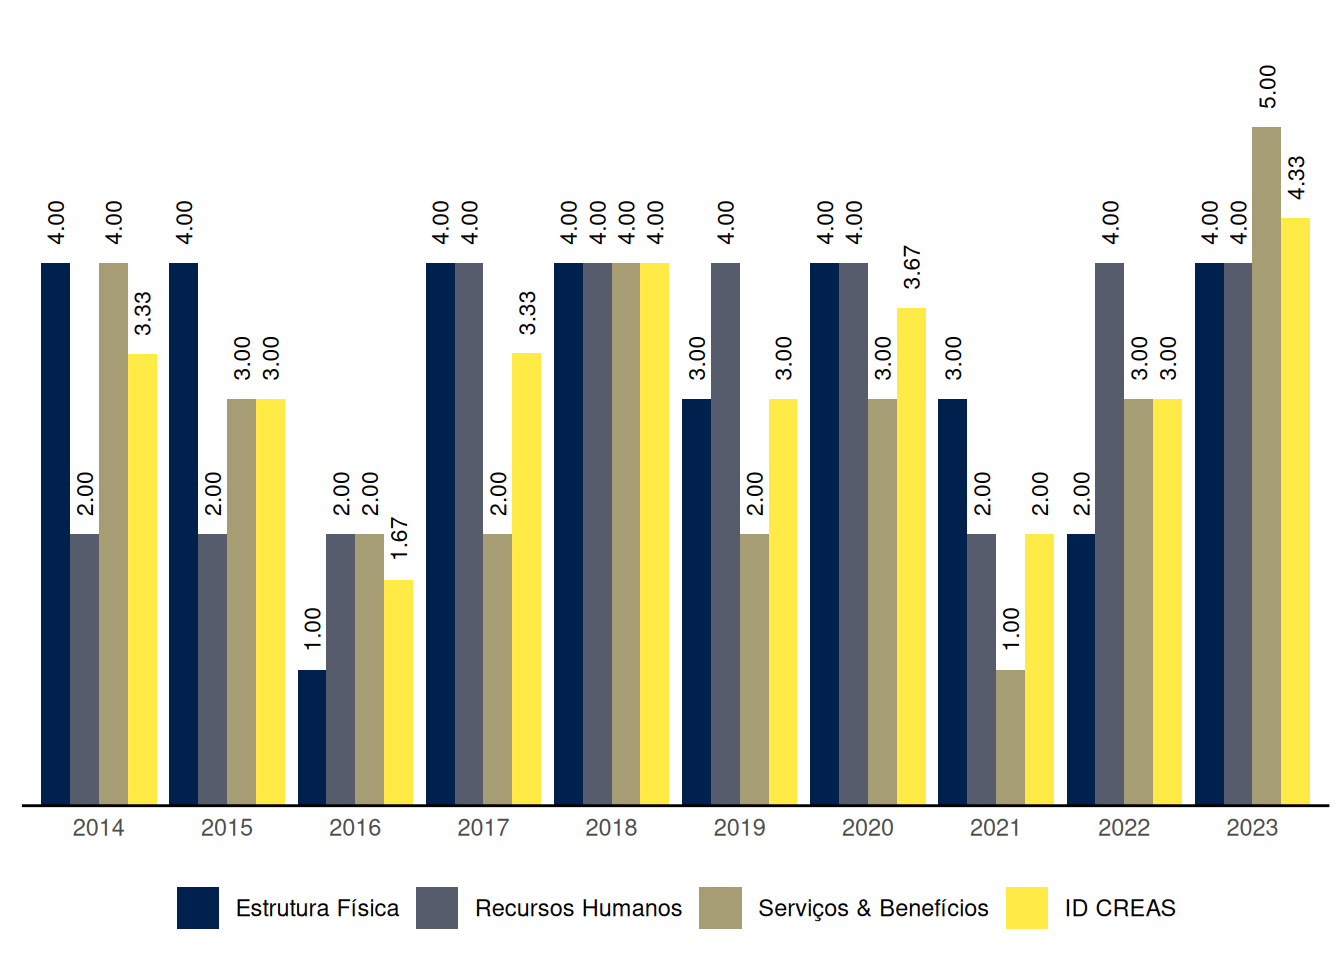 4.00 2.00 4.00 3.33
4.00 2.00 3.00 3.00
1.00 2.00 2.00 1.67
4.00 4.00 2.00 3.33
4.00 4.00 4.00 4.00
3.00 4.00 2.00 3.00
4.00 4.00 3.00 3.67
3.00 2.00 1.00 2.00
2.00 4.00 3.00 3.00
4.00 4.00 5.00 4.33
2014 2015 2016 2017 2018 2019 2020 2021 2022 2023
Estrutura Física Recursos Humanos Serviços & Benefícios ID CREAS